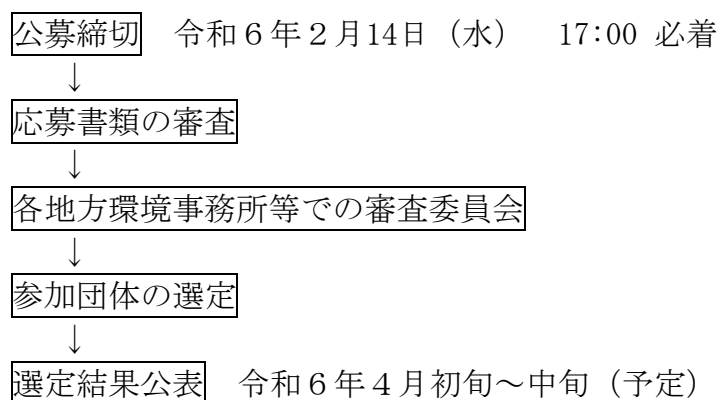 公募締切　令和６年２月14日（水）　17:00 必着
↓
応募書類の審査
↓
各地方環境事務所等での審査委員会
↓
参加団体の選定
↓
選定結果公表　令和６年４月初旬～中旬（予定）